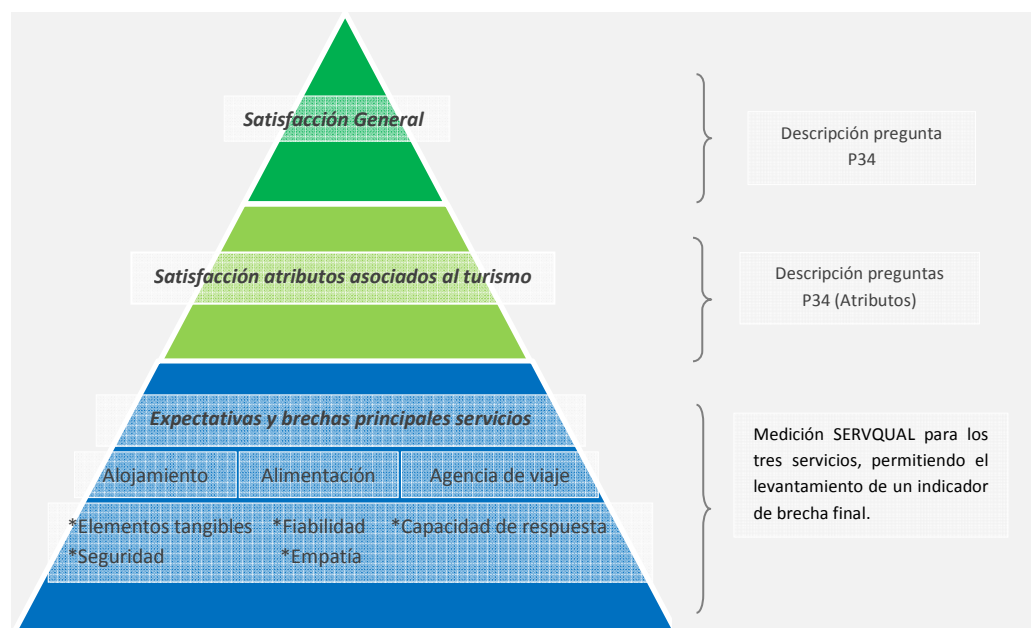 Satisfacción General
Descripción pregunta
P34
Satisfacción atributos asociados al turismo
Descripción preguntas
P34 (Atributos)
Expectativas y brechas principales servicios
Alojamiento
Alimentación
Agencia de viaje
*Elementos tangibles *Fiabilidad *Capacidad de respuesta
*Seguridad *Empatía
Medición SERVQUAL para los
tres servicios, permitiendo el
levantamiento de un indicador
de brecha final.